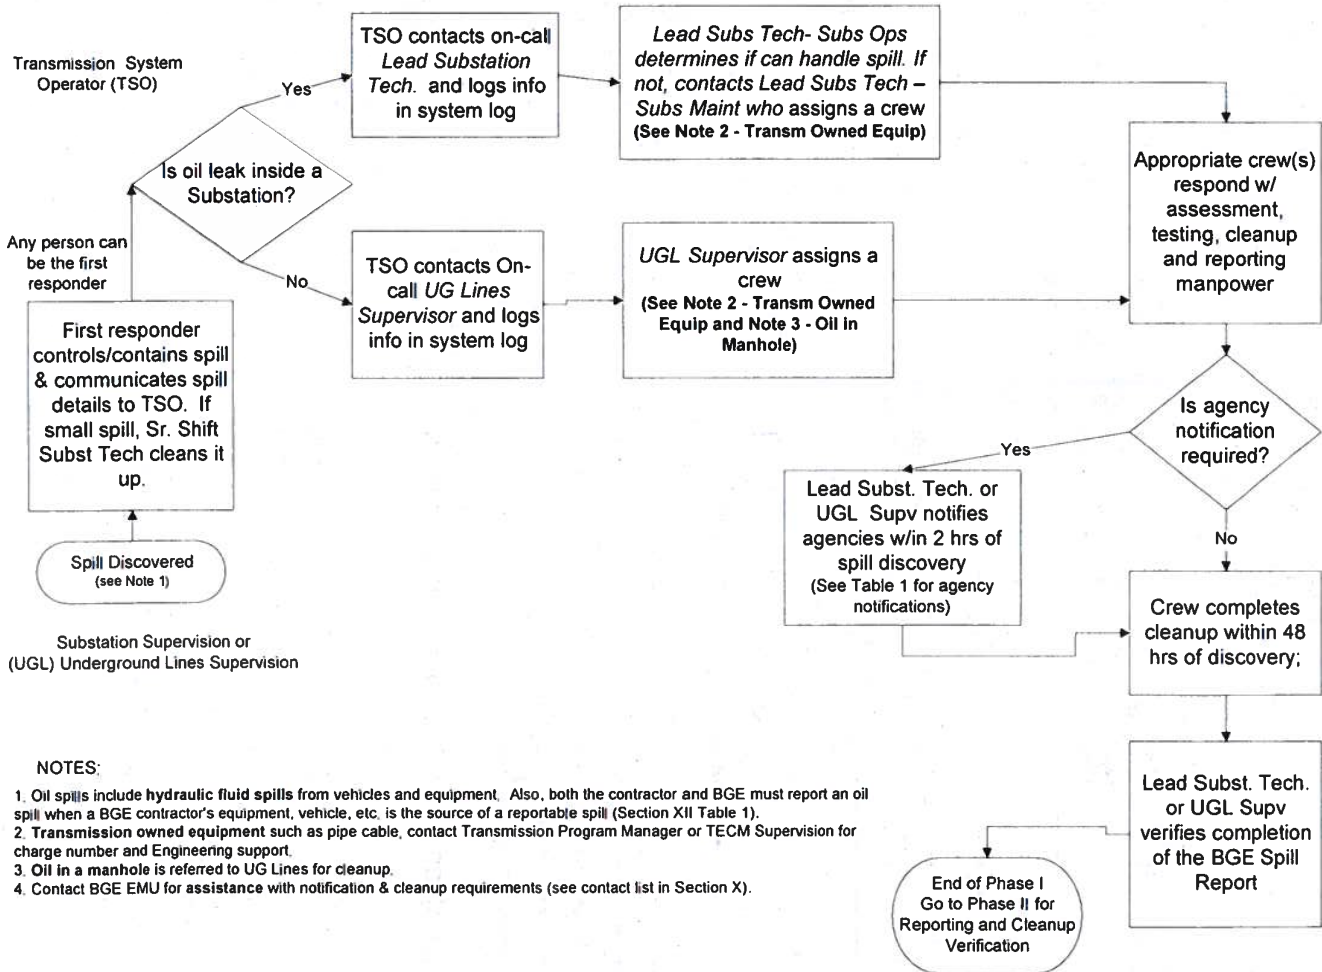 Transmission System
Operator (TSO)
TSO contacts on-call
Lead Substation
Tech. and logs info
in system log
Lead Subs Tech- Subs Ops
determines if can handle spill. If
not, contacts Lead Subs Tech –
Subs Maint who assigns a crew
(See Note 2 - Transm Owned Equip)
Yes
Is oil leak inside a
Substation?
Appropriate crew(s)
respond w/
assessment,
testing, cleanup
and reporting
manpower
Any person can
be the first
responder
No
TSO contacts On-
call UG Lines
Supervisor and logs
info in system log
UGL Supervisor assigns a
crew
(See Note 2 - Transm Owned
Equip and Note 3 - Oil in
Manhole)
First responder
controls/contains spill
& communicates spill
details to TSO. If
small spill, Sr. Shift
Subst Tech cleans it
up.
Is agency
notification
required?
Yes
Lead Subst. Tech. or
UGL Supv notifies
agencies w/in 2 hrs of
spill discovery
(See Table 1 for agency
notifications)
No
Spill Discovered
(see Note 1)
Crew completes
cleanup within 48
hrs of discovery;
Substation Supervision or
(UGL) Underground Lines Supervision
Lead Subst. Tech.
or UGL Supv
verifies completion
of the BGE Spill
Report
NOTES:
1. Oil spills include hydraulic fluid spills from vehicles and equipment. Also, both the contractor and BGE must report an oil
spill when a BGE contractor's equipment, vehicle, etc. is the source of a reportable spill (Section XII Table 1).
2. Transmission owned equipment such as pipe cable, contact Transmission Program Manager or TECM Supervision for
charge number and Engineering support.
3. Oil in a manhole is referred to UG Lines for cleanup.
4. Contact BGE EMU for assistance with notification & cleanup requirements (see contact list in Section X).
End of Phase I
Go to Phase II for
Reporting and Cleanup
Verification